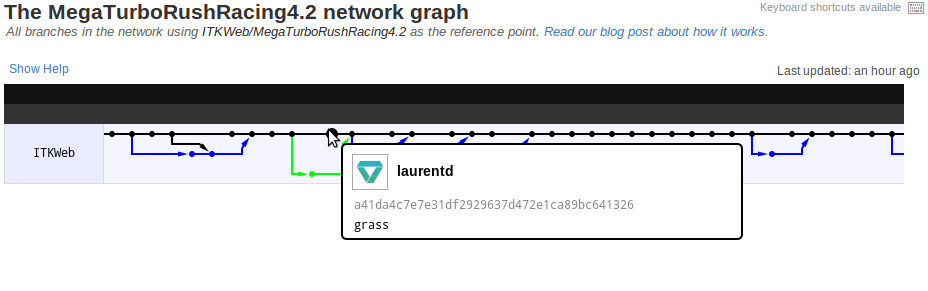 The MegaTurboRushRacing4.2 network graph
Keyboard shortcuts available
All branches in the network using ITKWeb/MegaTurboRushRacing4.2 as the reference point. Read our blog post about how it works.
Show Help
Last updated: an hour ago
ITKWeb
laurentd
a41da4c7e7e31df2929637d472e1ca89bc641326
grass